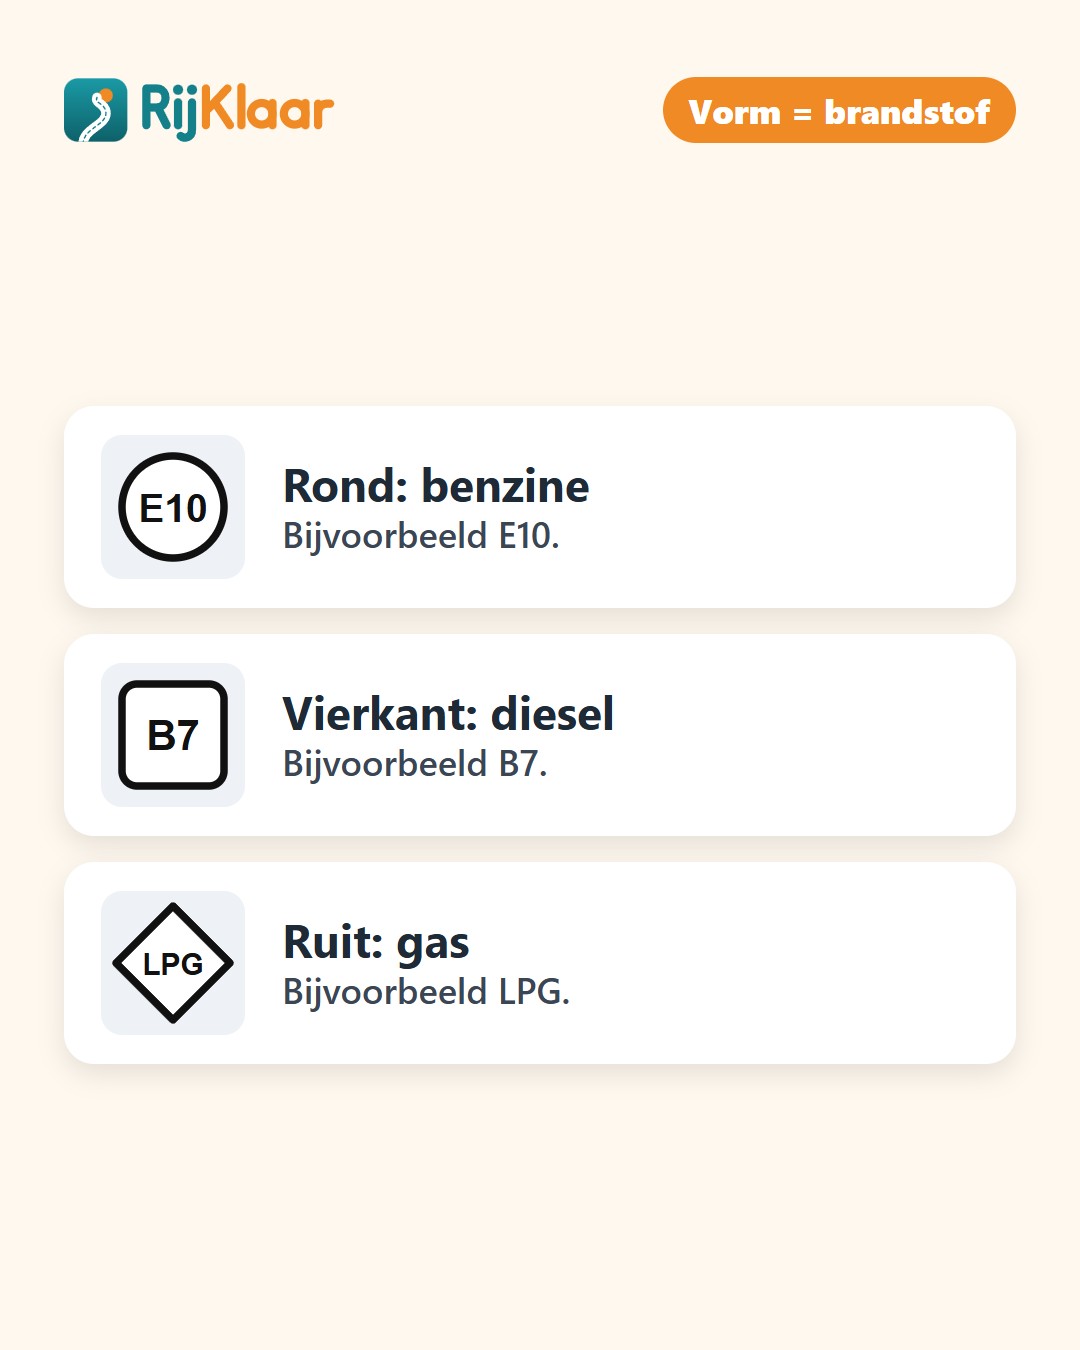 RijKlaar
Vorm = brandstof
E10
Rond: benzine
Bijvoorbeeld E10.
B7
Vierkant: diesel
Bijvoorbeeld B7.
LPG
Ruit: gas
Bijvoorbeeld LPG.